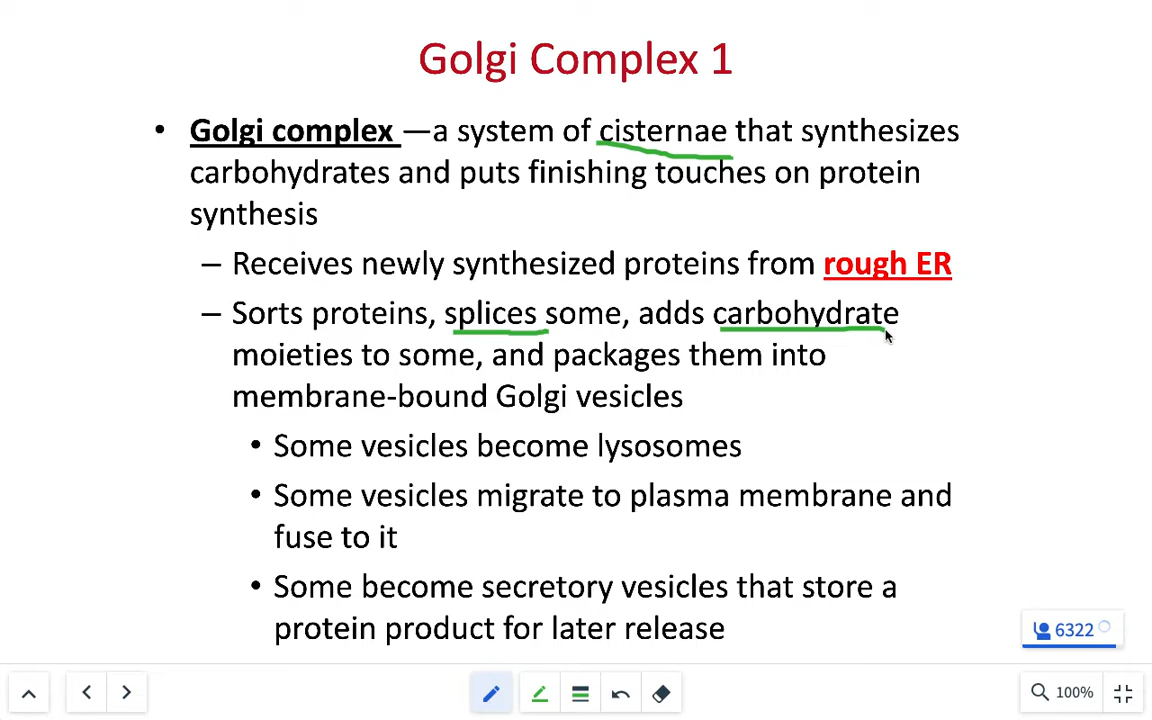 Golgi Complex 1
• Golgi complex —a system of cisternae that synthesizes
carbohydrates and puts finishing touches on protein
synthesis
– Receives newly synthesized proteins from rough ER
– Sorts proteins, splices some, adds carbohydrate
moieties to some, and packages them into
membrane-bound Golgi vesicles
• Some vesicles become lysosomes
• Some vesicles migrate to plasma membrane and
fuse to it
• Some become secretory vesicles that store a
protein product for later release
6322
100%